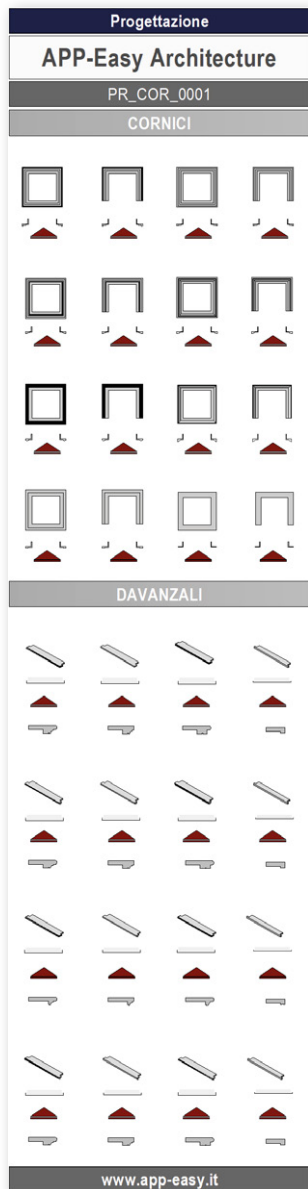 Progettazione
APP-Easy Architecture
PR_COR_0001
CORNICI
DAVANZALI
www.app-easy.it